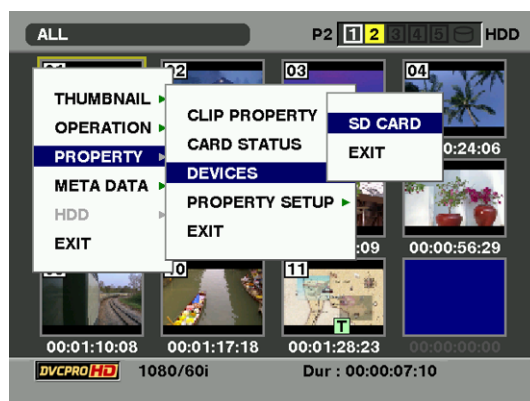 ALL
P2 1 2 3 4 5 HDD
02
03
04
THUMBNAIL
OPERATION
PROPERTY
META DATA
HDD
EXIT
CLIP PROPERTY
CARD STATUS
DEVICES
PROPERTY SETUP
EXIT
SD CARD
EXIT
0:24:06
:09
00:00:56:29
10
11
T
00:01:10:08
00:01:17:18
00:01:28:23
00:00:00:00
DVCPRO HD 1080/60i Dur : 00:00:07:10